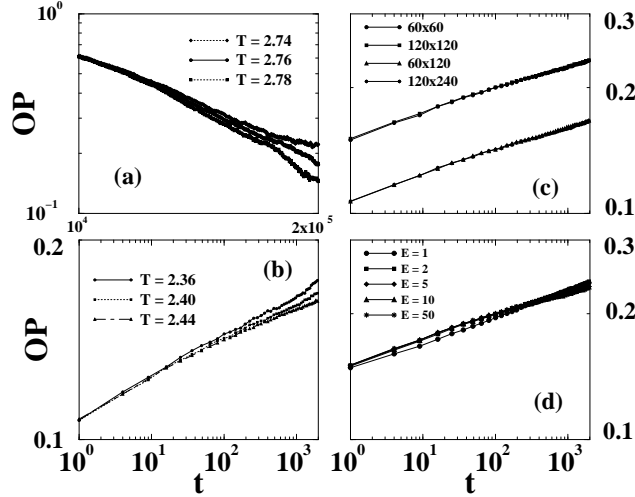 10^0
OP
10^-1
T = 2.74
T = 2.76
T = 2.78
(a)
10^4
2x10^5
60x60
120x120
60x120
120x240
(c)
0.3
0.2
0.1
0.2
OP
0.1
T = 2.36
T = 2.40
T = 2.44
(b)
10^0
10^1
10^2
10^3
t
E = 1
E = 2
E = 5
E = 10
E = 50
(d)
0.3
0.2
0.1
10^0
10^1
10^2
10^3
t